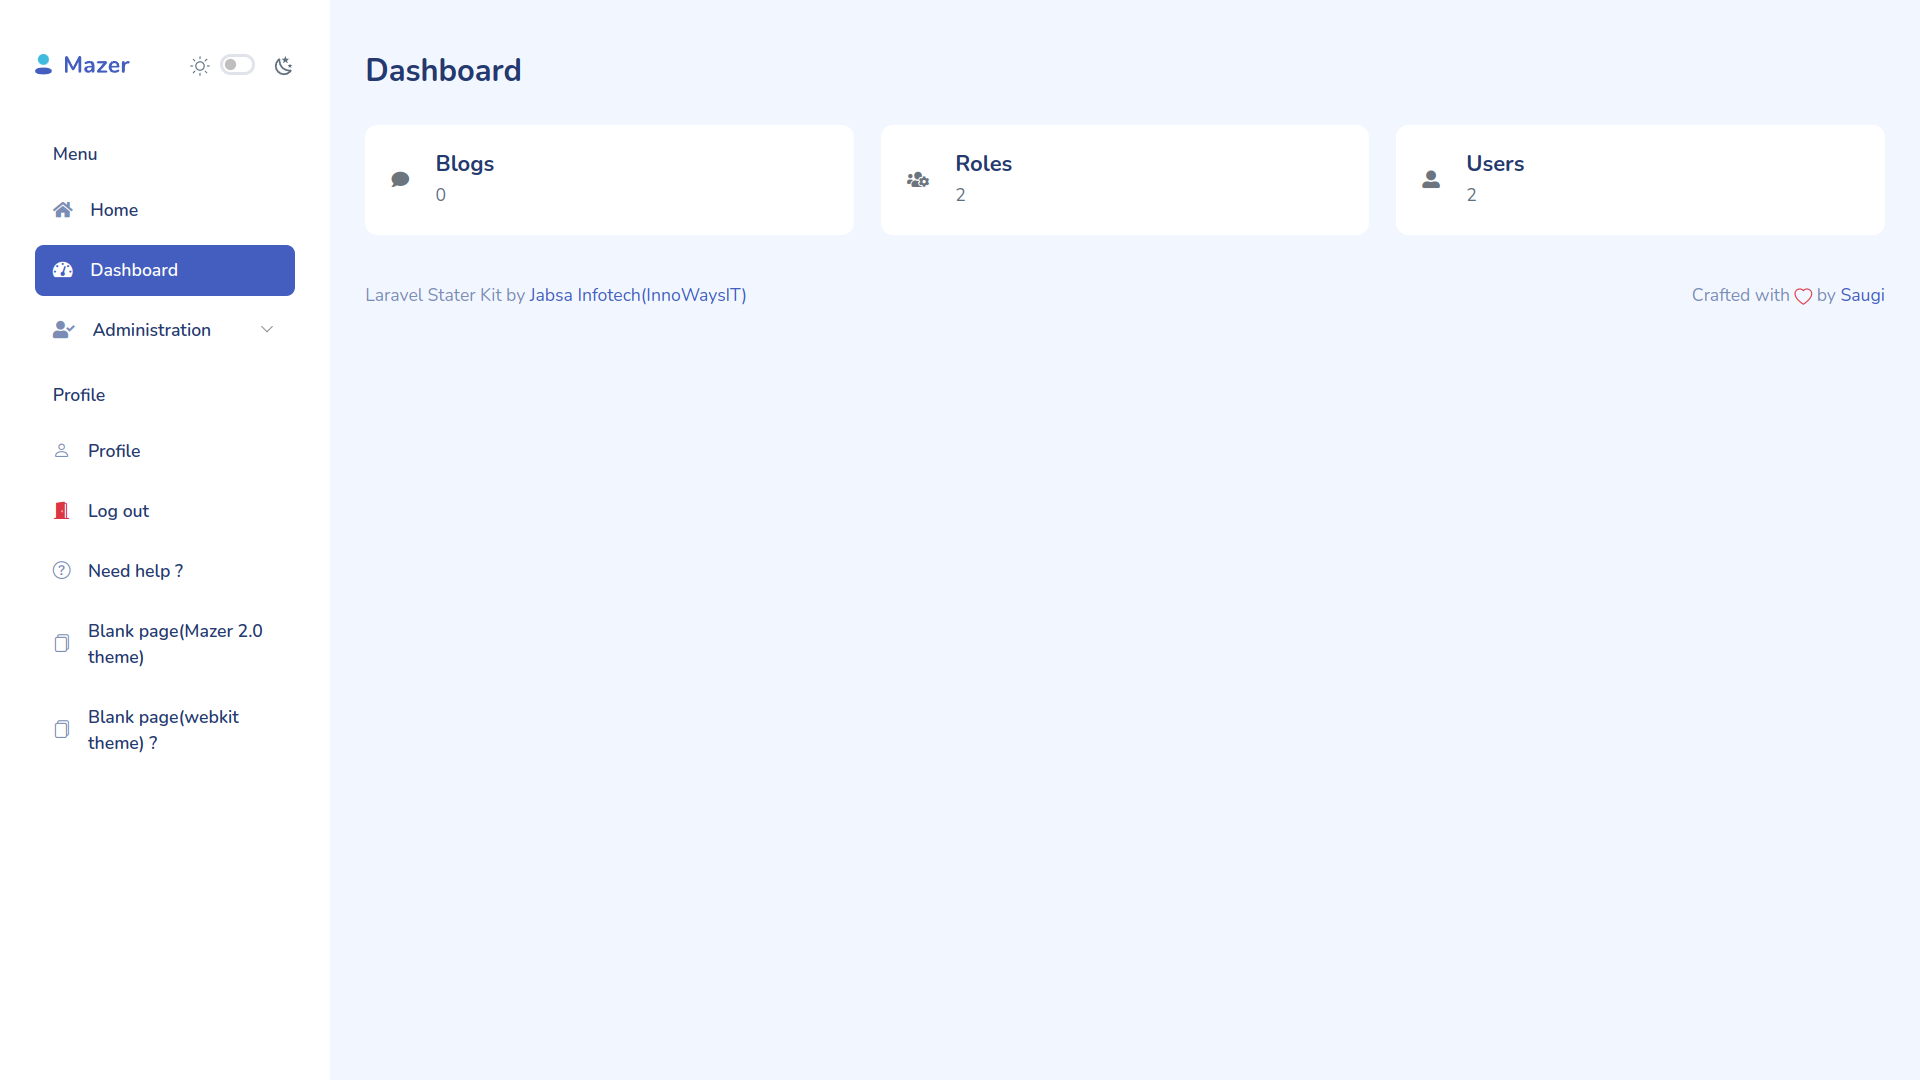 Mazer
Menu
Home
Dashboard
Administration
Profile
Profile
Log out
Need help ?
Blank page(Mazer 2.0
theme)
Blank page(webkit
theme) ?
Dashboard
Blogs
0
Roles
2
Users
2
Laravel Stater Kit by Jabsa Infotech(InnoWaysIT)
Crafted with by Saugi